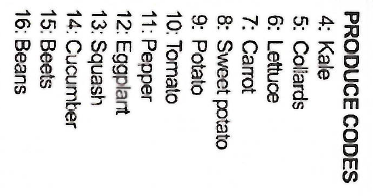 PRODUCE CODES
4: Kale
5: Collards
6: Lettuce
7: Carrot
8: Sweet potato
9: Potato
10: Tomato
11: Pepper
12: Eggplant
13: Squash
14: Cucumber
15: Beets
16: Beans